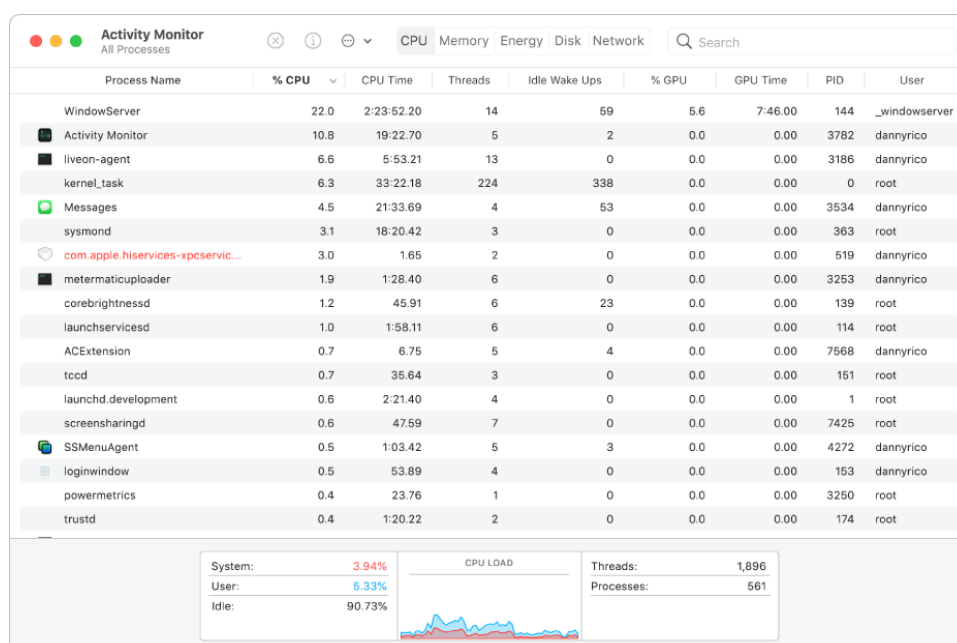 Activity Monitor
All Processes
CPU Memory Energy Disk Network
Search
Process Name % CPU CPU Time Threads Idle Wake Ups % GPU GPU Time PID User
WindowServer 22.0 2:23:52.20 14 59 5.6 7:46.00 144 _windowserver
Activity Monitor 10.8 19:22.70 5 2 0.0 0.00 3782 dannyrico
liveon-agent 6.6 5:53.21 13 0 0.0 0.00 3186 dannyrico
kernel_task 6.3 33:22.18 224 338 0.0 0.00 0 root
Messages 4.5 21:33.69 4 53 0.0 0.00 3534 dannyrico
sysmond 3.1 18:20.42 3 0 0.0 0.00 363 root
com.apple.hiservices-xpcservic... 3.0 1.65 2 0 0.0 0.00 519 dannyrico
metermaticuploader 1.9 1:28.40 6 0 0.0 0.00 3253 dannyrico
corebrightnessd 1.2 45.91 6 23 0.0 0.00 139 root
launchservicesd 1.0 1:58.11 6 0 0.0 0.00 114 root
ACExtension 0.7 6.75 5 4 0.0 0.00 7568 dannyrico
tccd 0.7 35.64 3 0 0.0 0.00 151 root
launchd.development 0.6 2:21.40 4 0 0.0 0.00 1 root
screensharingd 0.6 47.59 7 0 0.0 0.00 7425 root
SSMenuAgent 0.5 1:03.42 5 3 0.0 0.00 4272 dannyrico
loginwindow 0.5 53.89 4 0 0.0 0.00 153 dannyrico
powermetrics 0.4 23.76 1 0 0.0 0.00 3250 root
trustd 0.4 1:20.22 2 0 0.0 0.00 174 root
System: 3.94% CPU LOAD Threads: 1,896
User: 5.33% Processes: 561
Idle: 90.73%